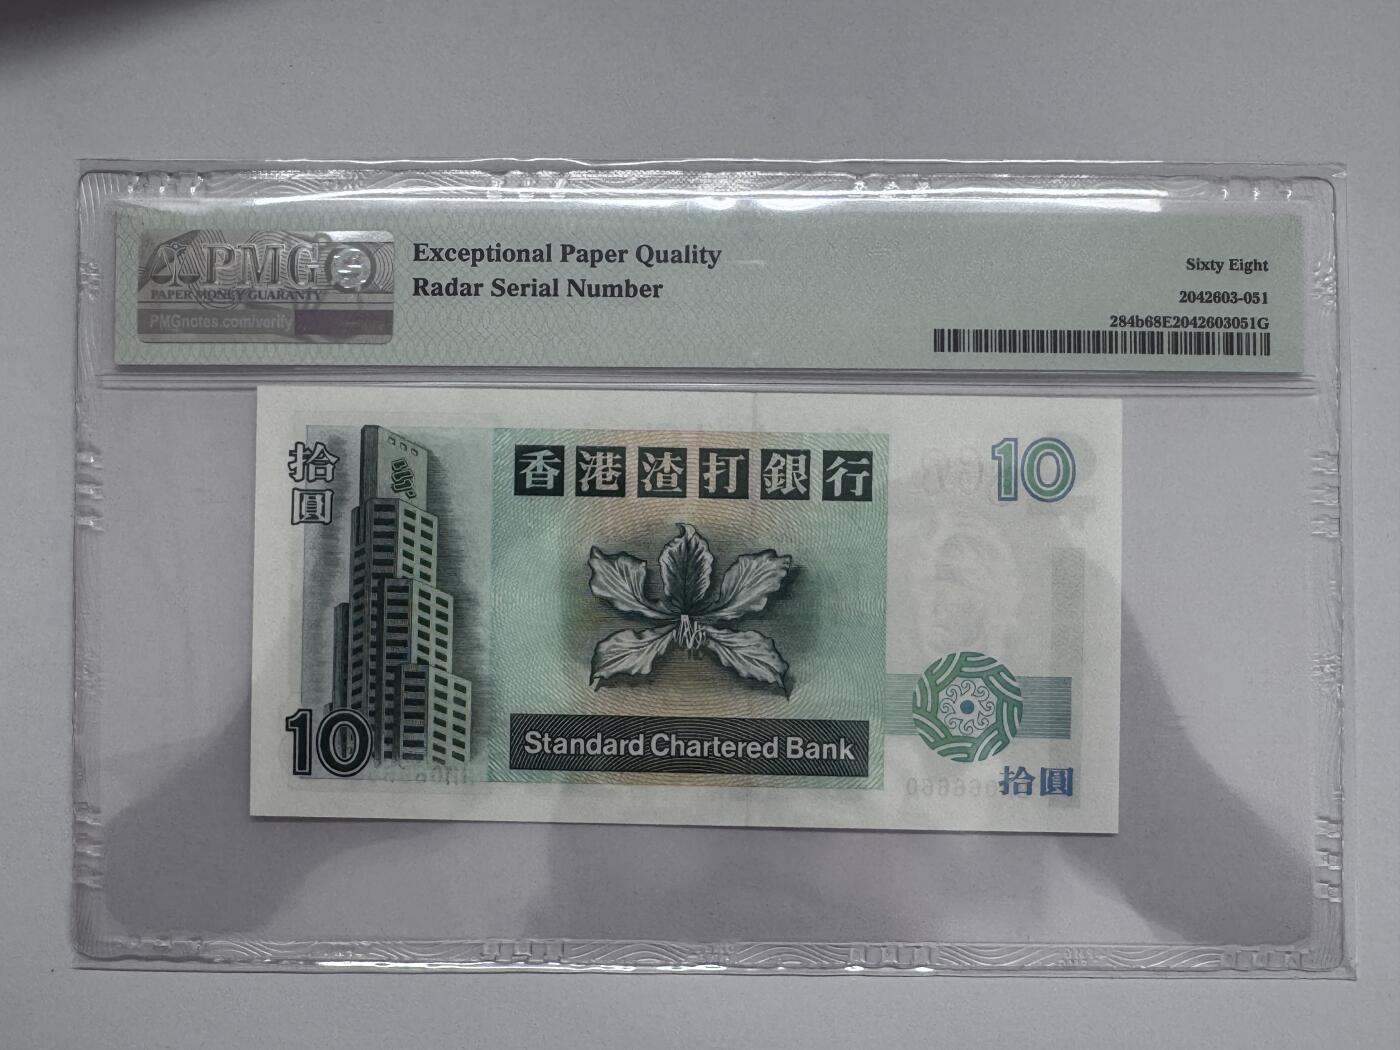 PMG
PAPER MONEY GUARANTY
PMGnotes.com/verify
Exceptional Paper Quality
Radar Serial Number
Sixty Eight
2042603-051
284b68E2042603051G
拾圓
香港渣打銀行
10
10
Standard Chartered Bank
拾圓